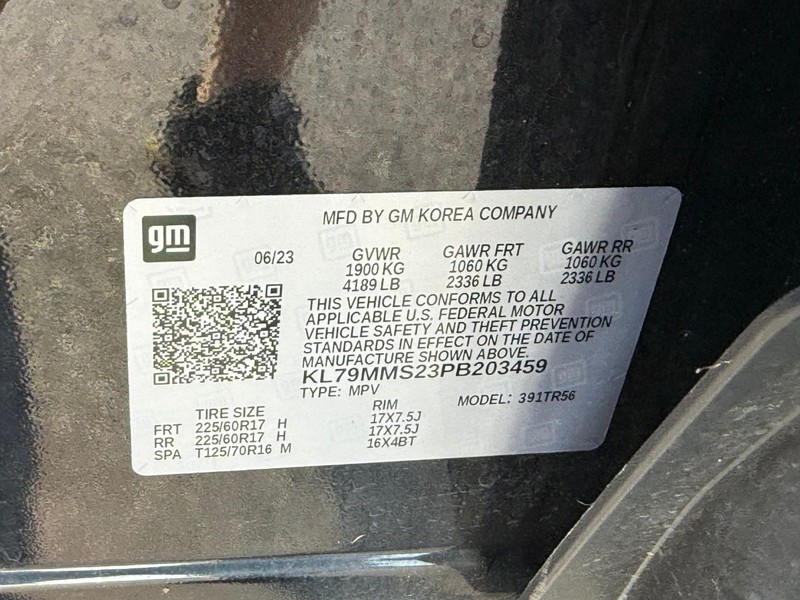 gm
MFD BY GM KOREA COMPANY
06/23 GVWR GAWR FRT GAWR RR
1900 KG 1060 KG 1060 KG
4189 LB 2336 LB 2336 LB
THIS VEHICLE CONFORMS TO ALL
APPLICABLE U.S. FEDERAL MOTOR
VEHICLE SAFETY AND THEFT PREVENTION
STANDARDS IN EFFECT ON THE DATE OF
MANUFACTURE SHOWN ABOVE.
KL79MMS23PB203459
TYPE: MPV MODEL: 391TR56
TIRE SIZE RIM
FRT 225/60R17 H 17X7.5J
RR 225/60R17 H 17X7.5J
SPA T125/70R16 M 16X4BT